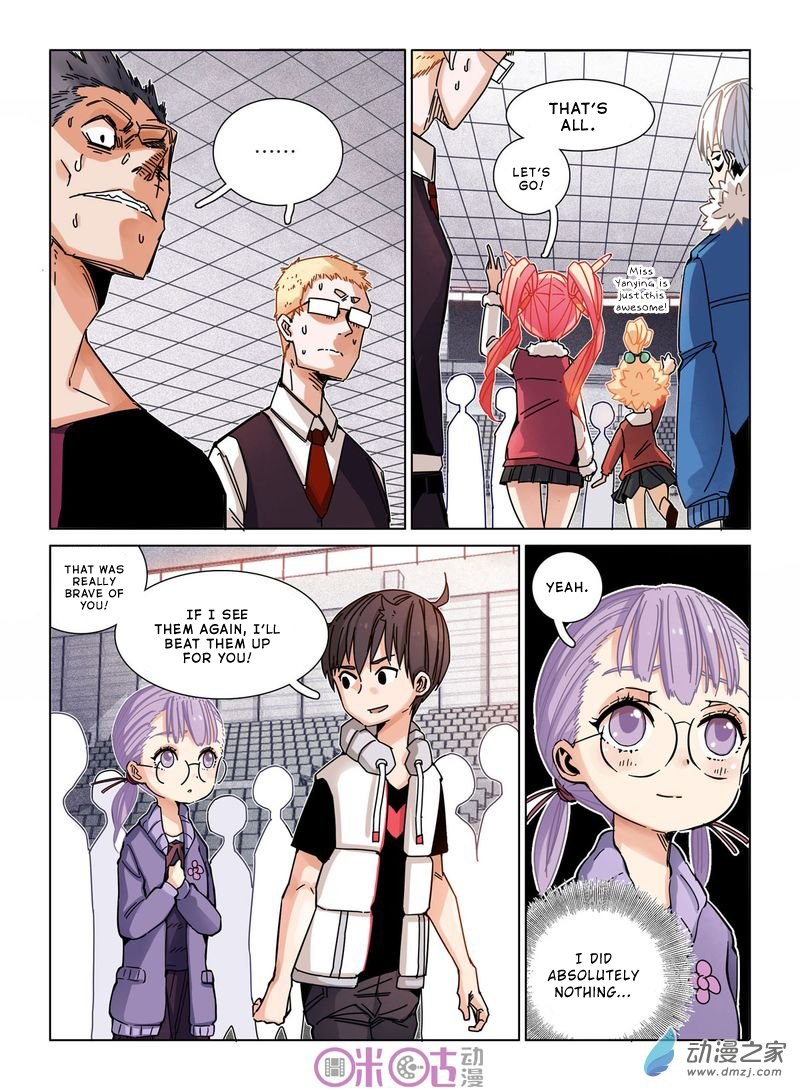 ......
THAT'S
ALL.
LET'S
GO!
Miss
Yanying is
just this
awesome!
THAT WAS
REALLY
BRAVE OF
YOU!
IF I SEE
THEM AGAIN, I'LL
BEAT THEM UP
FOR YOU!
YEAH.
I DID
ABSOLUTELY
NOTHING...
咪咕动漫
动漫之家
www.dmzj.com